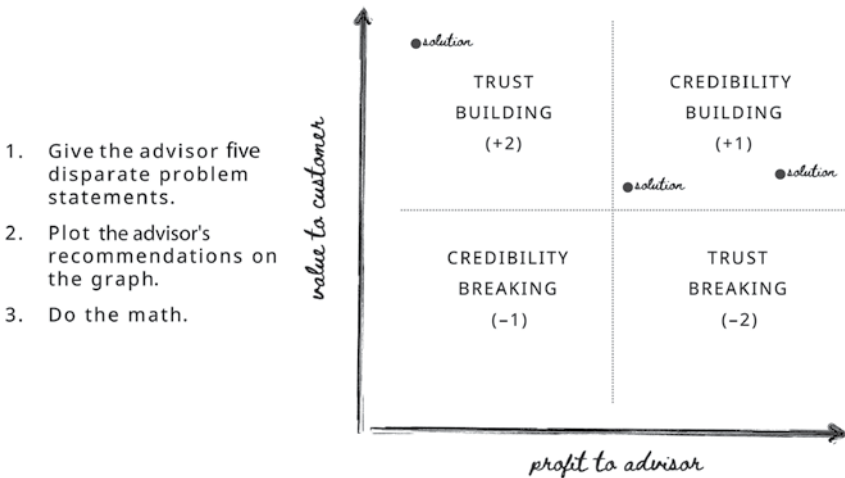 1. Give the advisor five
disparate problem
statements.
2. Plot the advisor's
recommendations on
the graph.
3. Do the math.
value to customer
solution
TRUST
BUILDING
(+2)
CREDIBILITY
BUILDING
(+1)
solution
solution
CREDIBILITY
BREAKING
(–1)
TRUST
BREAKING
(–2)
profit to advisor